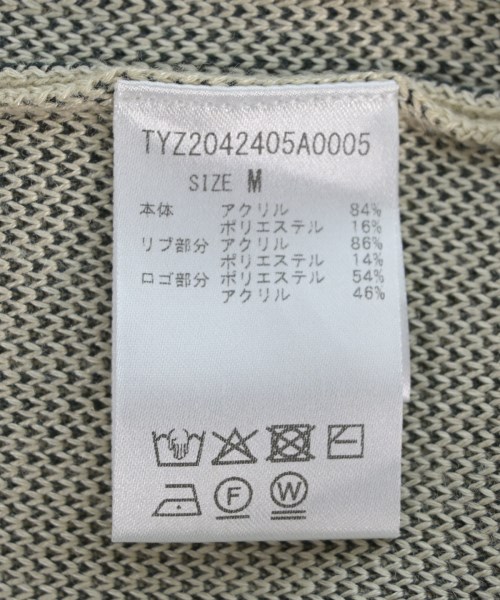 TYZ2042405A0005
SIZE M
本体 アクリル 84%
ポリエステル 16%
リブ部分 アクリル 86%
ポリエステル 14%
ロゴ部分 ポリエステル 54%
アクリル 46%
F W